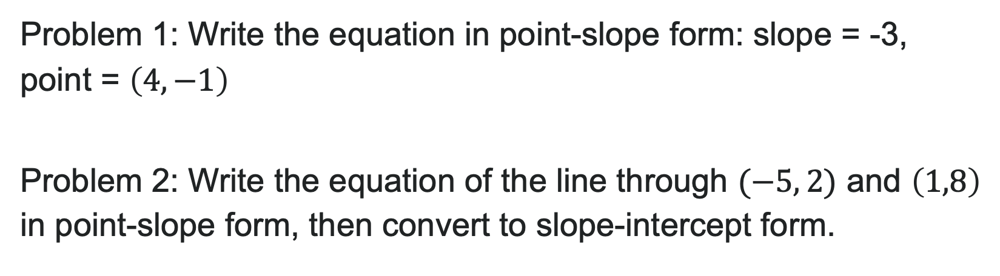 Problem 1: Write the equation in point-slope form: slope = -3,
point = (4, −1)
Problem 2: Write the equation of the line through (−5, 2) and (1,8)
in point-slope form, then convert to slope-intercept form.